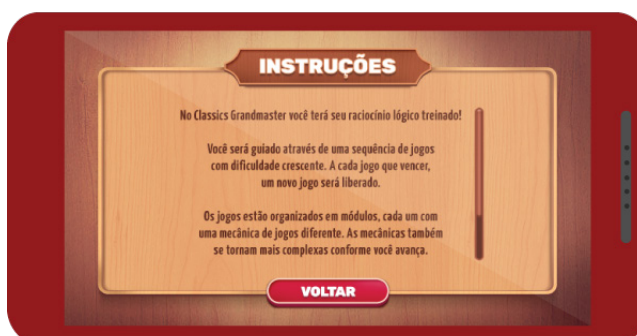 INSTRUÇÕES
No Classics Grandmaster você terá seu raciocínio lógico treinado!
Você será guiado através de uma sequência de jogos
com dificuldade crescente. A cada jogo que vencer,
um novo jogo será liberado.
Os jogos estão organizados em módulos, cada um com
uma mecânica de jogos diferente. As mecânicas também
se tornam mais complexas conforme você avança.
VOLTAR